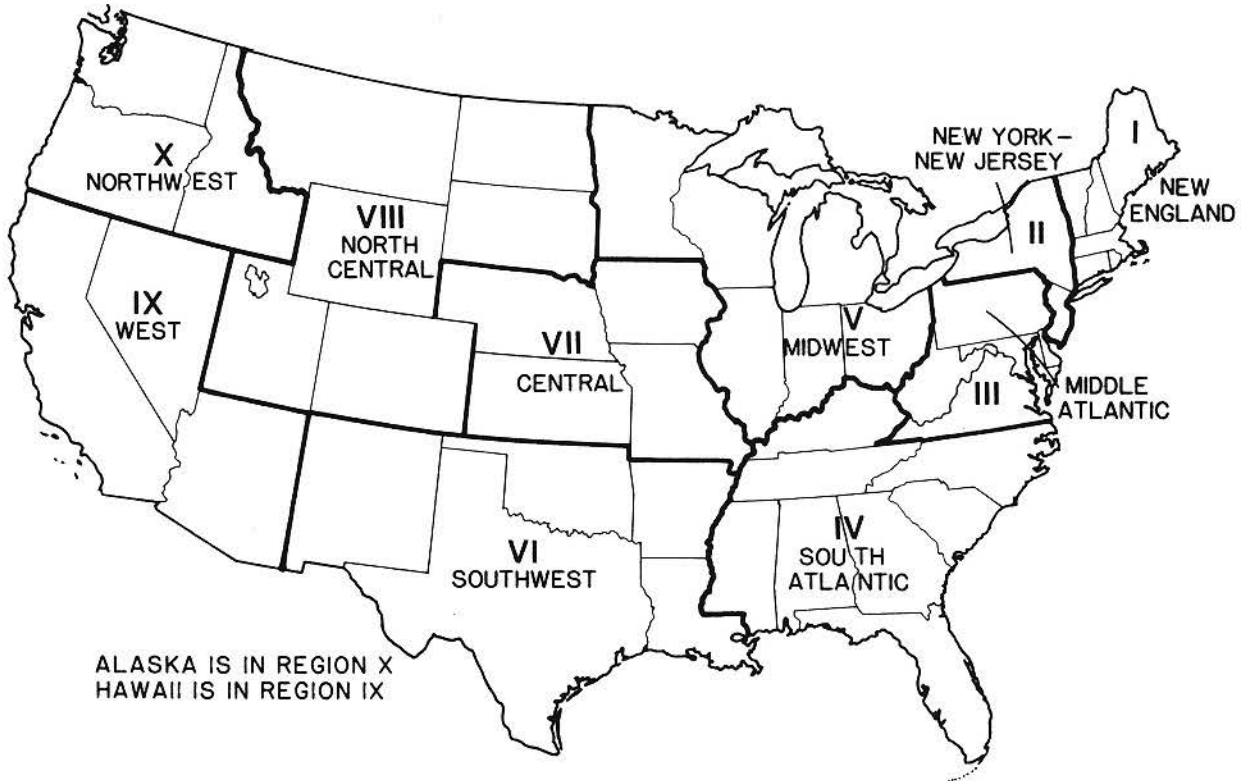 I
NEW YORK–
NEW JERSEY
NEW
ENGLAND
X
NORTHWEST
VIII
NORTH
CENTRAL
II
IX
WEST
V
MIDWEST
VII
CENTRAL
III
MIDDLE
ATLANTIC
IV
SOUTH
ATLANTIC
VI
SOUTHWEST
ALASKA IS IN REGION X
HAWAII IS IN REGION IX